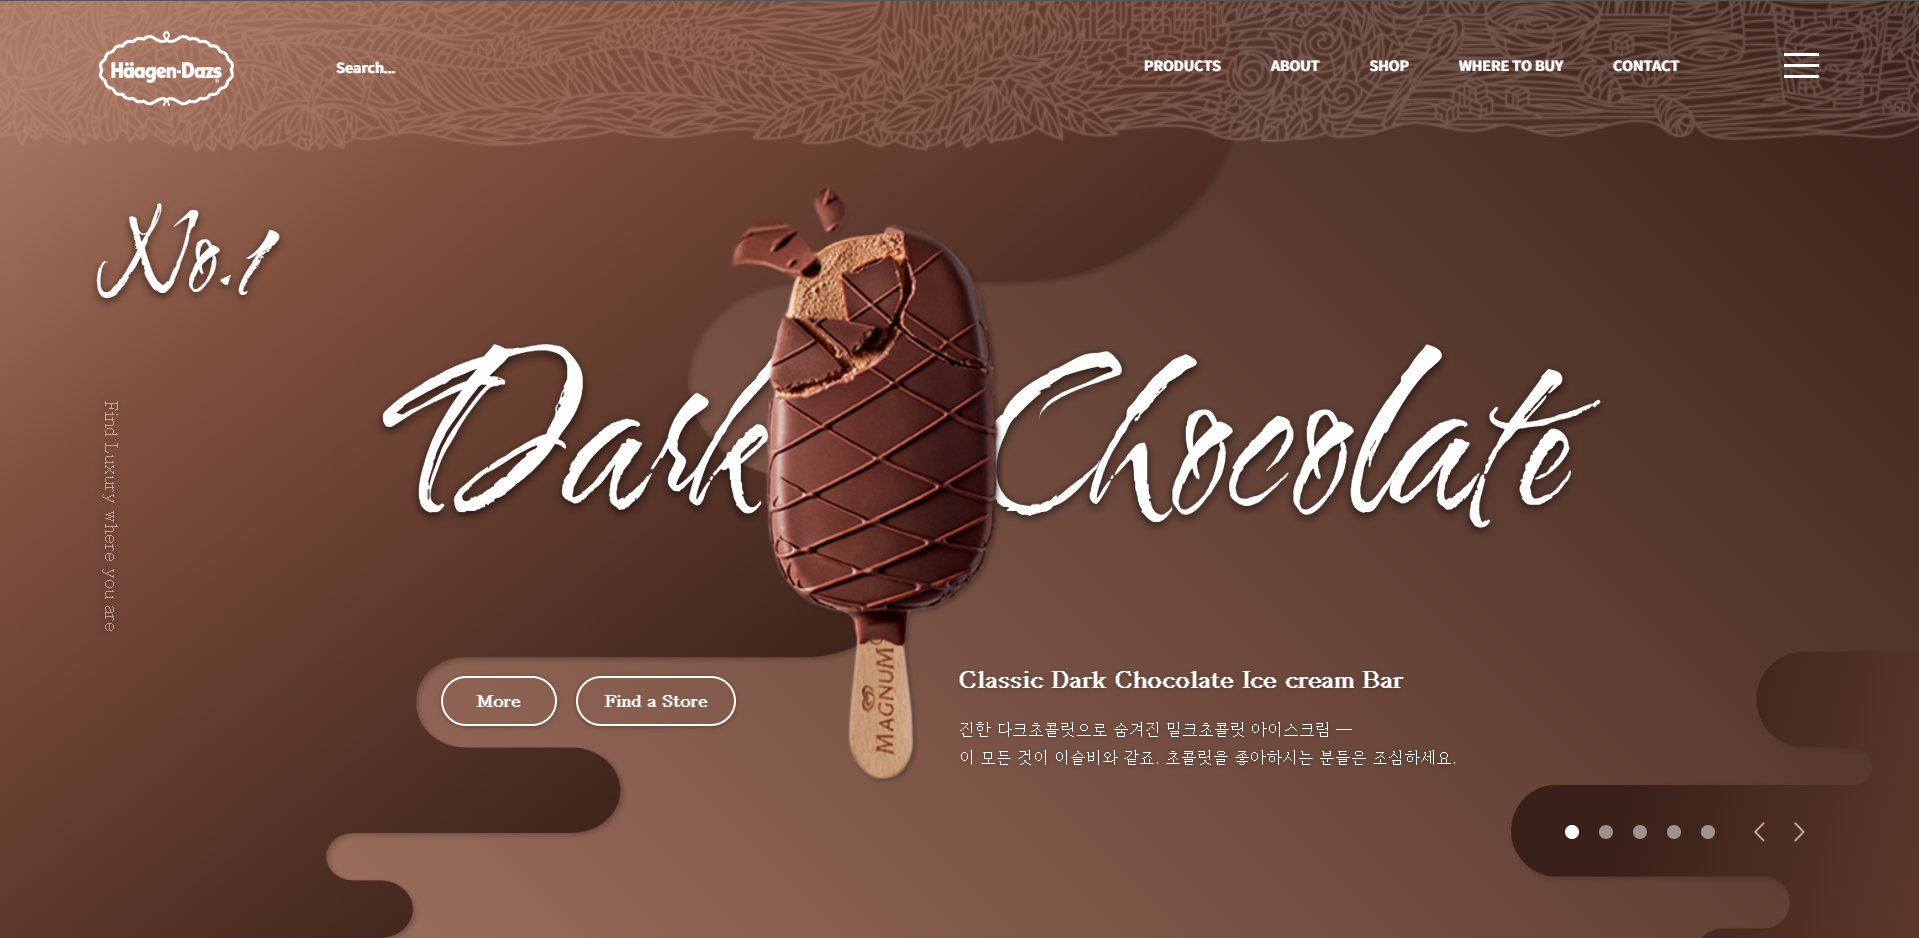 Häagen-Dazs
Search...
PRODUCTS
ABOUT
SHOP
WHERE TO BUY
CONTACT
No.1
Dark Chocolate
Find Luxury where you are
MAGNUM
More
Find a Store
Classic Dark Chocolate Ice cream Bar
진한 다크초콜릿으로 숨겨진 밀크초콜릿 아이스크림 —
이 모든 것이 이슬비와 같죠. 초콜릿을 좋아하시는 분들은 조심하세요.